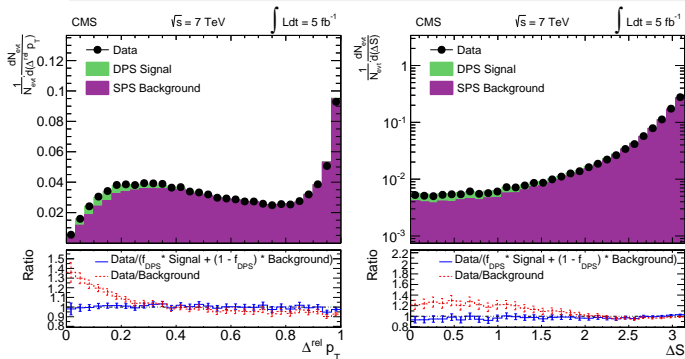 CMS √s = 7 TeV ∫ Ldt = 5 fb⁻¹
1/N_evt dN_evt/d(Δ^rel p_T)
Data
DPS Signal
SPS Background
0.12
0.1
0.08
0.06
0.04
0.02
Ratio
1.5
1.4
1.3
1.2
1.1
1
0.9
0.8
Data/(f_DPS* Signal + (1 - f_DPS) * Background)
Data/Background
0 0.2 0.4 0.6 0.8 1
Δ^rel p_T
CMS √s = 7 TeV ∫ Ldt = 5 fb⁻¹
1/N_evt dN_evt/d(ΔS)
Data
DPS Signal
SPS Background
1
10⁻¹
10⁻²
10⁻³
Ratio
2.2
2
1.8
1.6
1.4
1.2
1
0.8
Data/(f_DPS* Signal + (1 - f_DPS) * Background)
Data/Background
0 0.5 1 1.5 2 2.5 3
ΔS